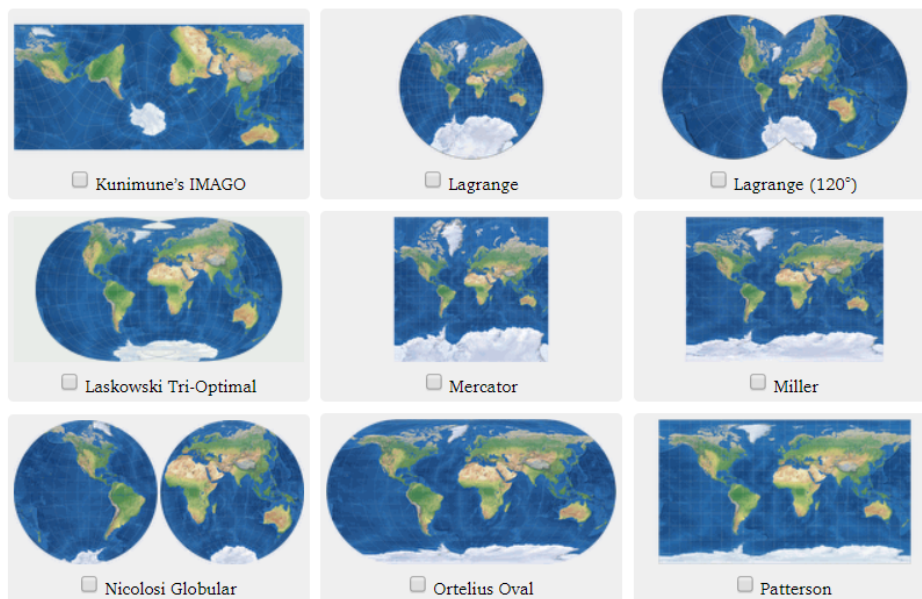 Kunimune's IMAGO
Lagrange
Lagrange (120°)
Laskowski Tri-Optimal
Mercator
Miller
Nicolosi Globular
Ortelius Oval
Patterson